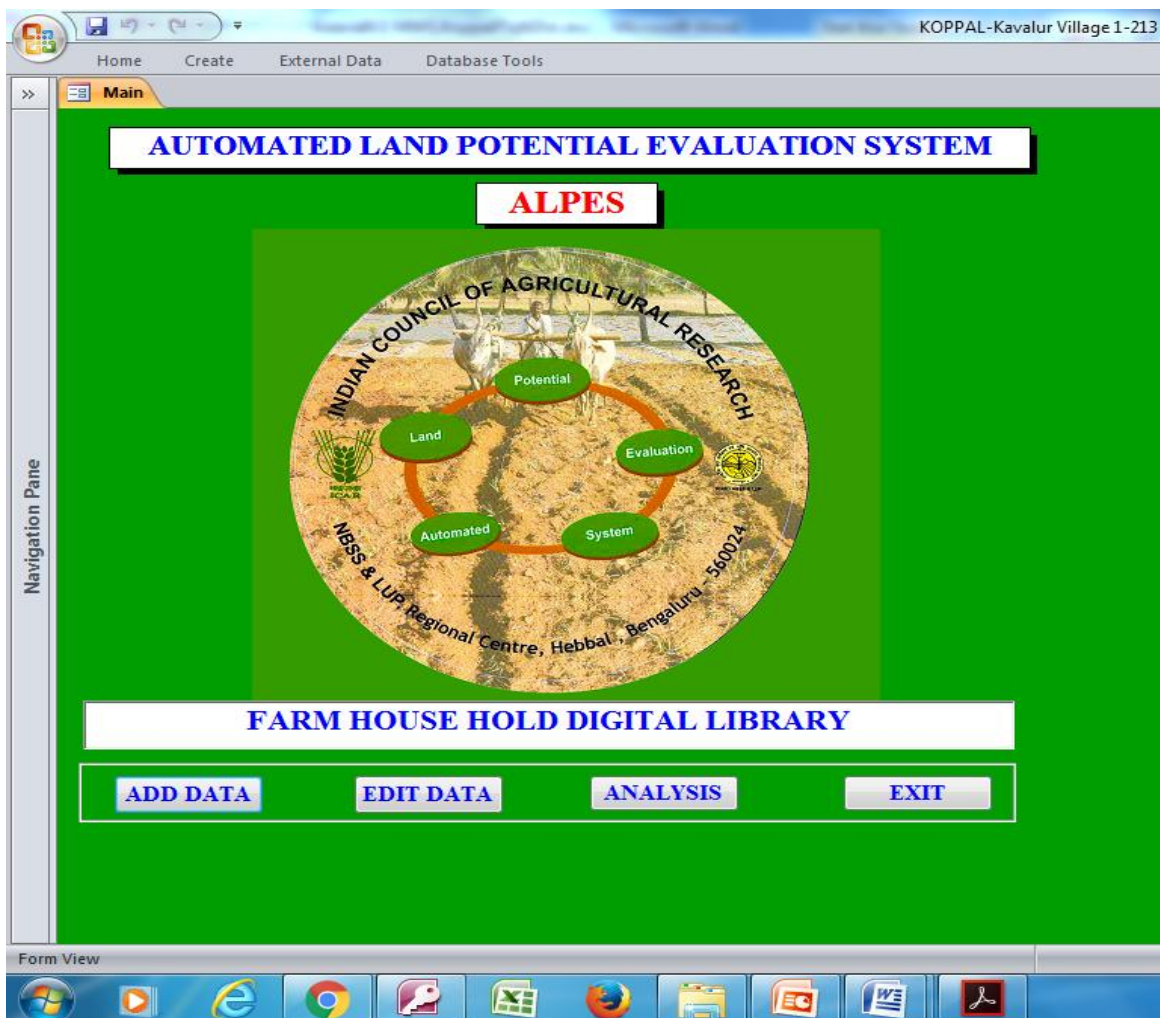 KOPPAL-Kavalur Village 1-213
Home Create External Data Database Tools
Main
AUTOMATED LAND POTENTIAL EVALUATION SYSTEM
ALPES
INDIAN COUNCIL OF AGRICULTURAL RESEARCH
Potential
Land
Evaluation
ICAR
Automated
System
NBSS & LUP, Regional Centre, Hebbal , Bengaluru - 560024
Navigation Pane
FARM HOUSE HOLD DIGITAL LIBRARY
ADD DATA EDIT DATA ANALYSIS EXIT
Form View